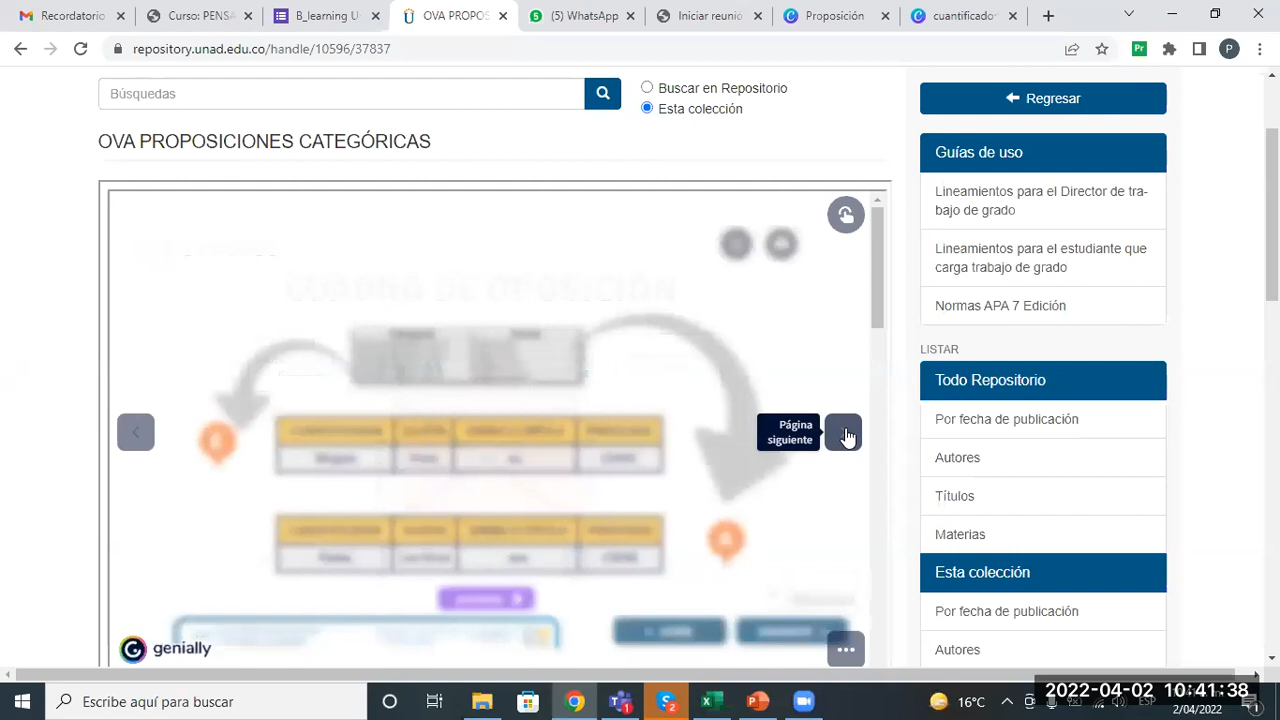 Recordatorio
Curso: PENSA
B_learning U
OVA PROPOS
(5) WhatsApp
Iniciar reunio
Proposición
cuantificado
repository.unad.edu.co/handle/10596/37837
P
Búsquedas
Buscar en Repositorio
Esta colección
OVA PROPOSICIONES CATEGÓRICAS
CUADRO DE OPOSICIÓN
Página
siguiente
genially
Regresar
Guías de uso
Lineamientos para el Director de tra-
bajo de grado
Lineamientos para el estudiante que
carga trabajo de grado
Normas APA 7 Edición
LISTAR
Todo Repositorio
Por fecha de publicación
Autores
Títulos
Materias
Esta colección
Por fecha de publicación
Autores
Escribe aquí para buscar
16°C
2022-04-02 10:41:38
2/04/2022